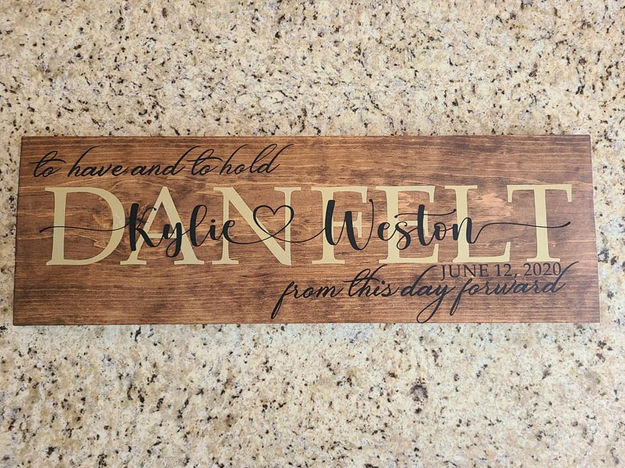 to have and to hold
DANFELT
Kylie Weston
JUNE 12, 2020
from this day forward